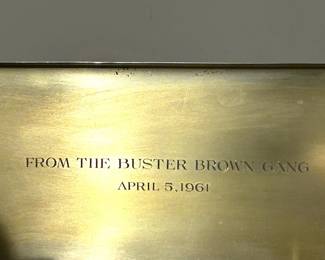 FROM THE BUSTER BROWN GANG
APRIL 5, 1961